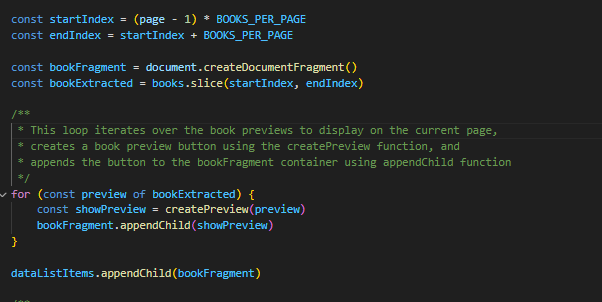 const startIndex = (page - 1) * BOOKS_PER_PAGE
const endIndex = startIndex + BOOKS_PER_PAGE
const bookFragment = document.createDocumentFragment()
const bookExtracted = books.slice(startIndex, endIndex)
/**
 * This loop iterates over the book previews to display on the current page,
 * creates a book preview button using the createPreview function, and
 * appends the button to the bookFragment container using appendChild function
 */
for (const preview of bookExtracted) {
    const showPreview = createPreview(preview)
    bookFragment.appendChild(showPreview)
}
dataListItems.appendChild(bookFragment)